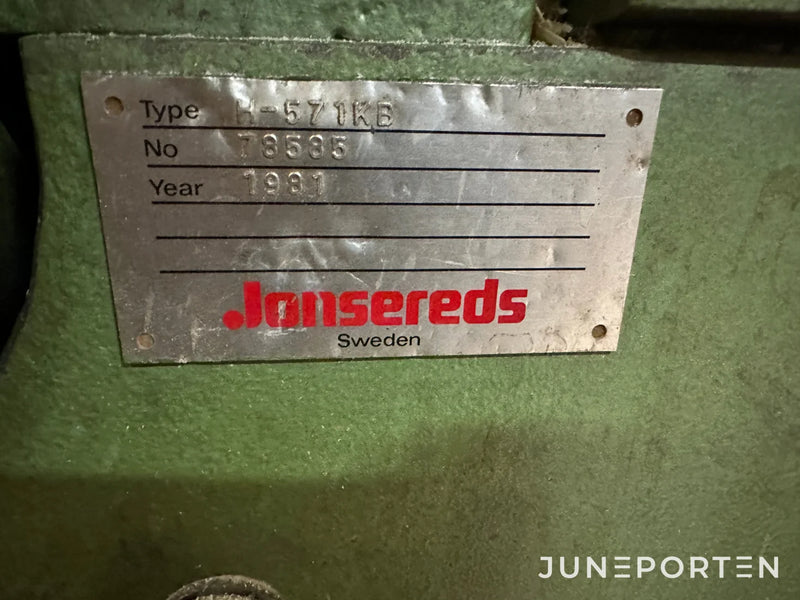 Type H-571KB
No 78535
Year 1981
Jonsereds
Sweden
JUNEPORTEN